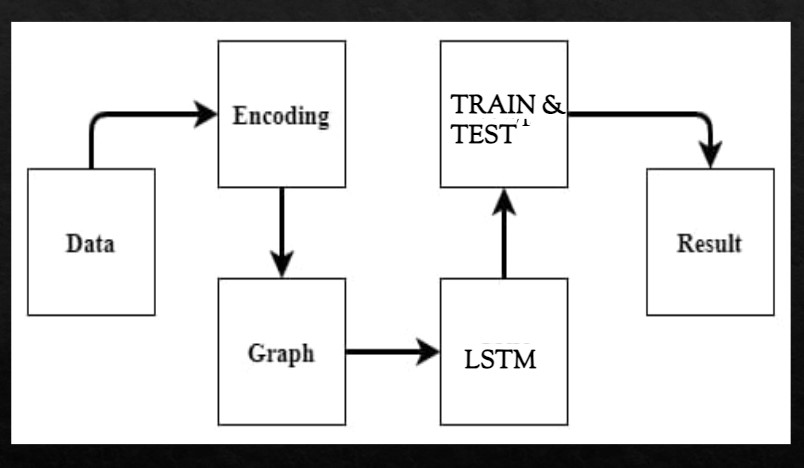 Data
Encoding
Graph
LSTM
TRAIN &
TEST
Result